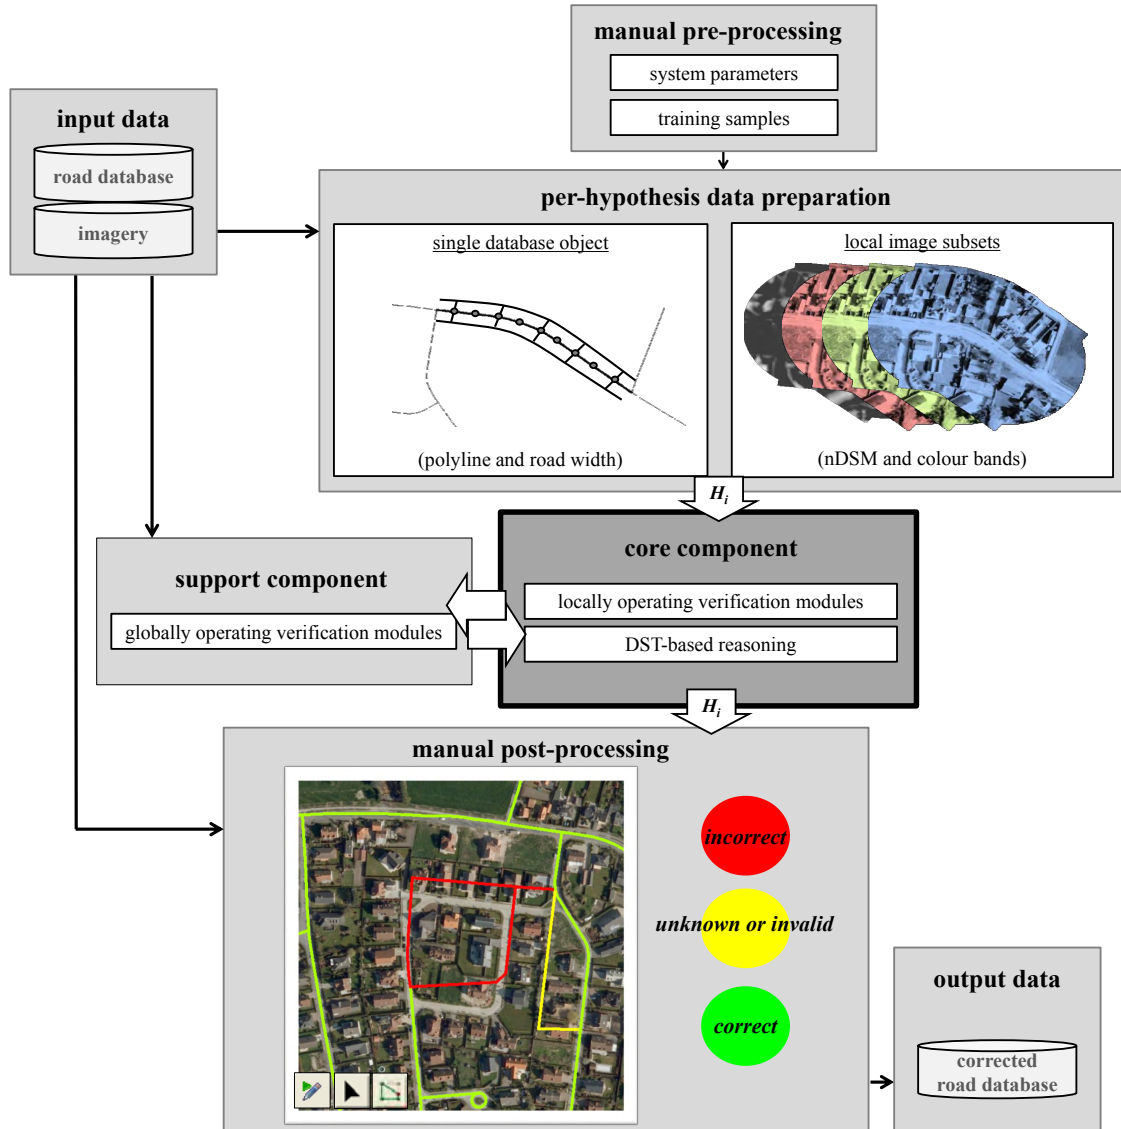 manual pre-processing
system parameters
training samples
input data
road database
imagery
per-hypothesis data preparation
single database object
(polyline and road width)
local image subsets
(nDSM and colour bands)
H_i
core component
locally operating verification modules
DST-based reasoning
support component
globally operating verification modules
H_i
manual post-processing
incorrect
unknown or invalid
correct
output data
corrected
road database